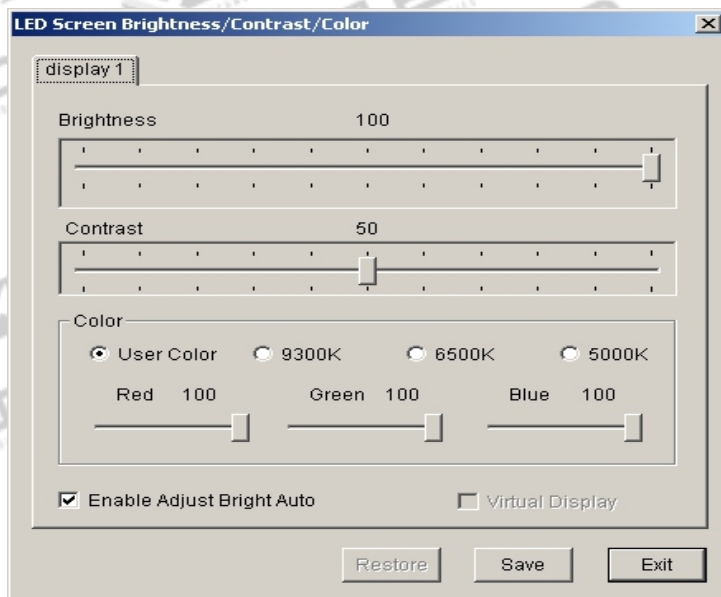 LED Screen Brightness/Contrast/Color
display 1
Brightness 100
Contrast 50
Color
User Color 9300K 6500K 5000K
Red 100 Green 100 Blue 100
Enable Adjust Bright Auto Virtual Display
Restore Save Exit